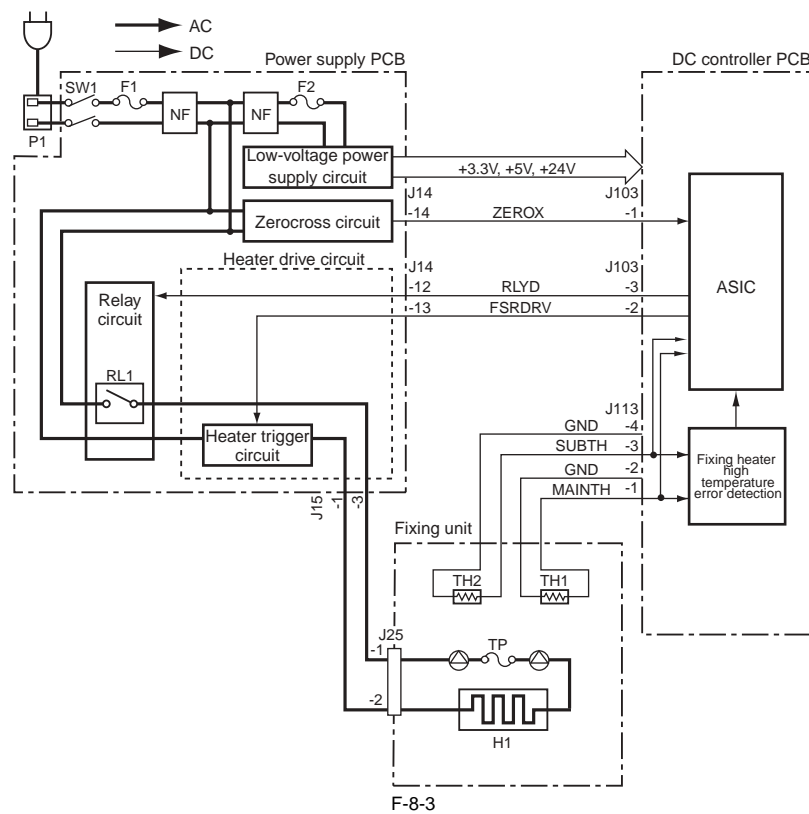 AC
DC
Power supply PCB
DC controller PCB
SW1
F1
F2
NF
NF
P1
Low-voltage power
supply circuit
+3.3V, +5V, +24V
J14
J103
Zerocross circuit
-14
ZEROX
-1
Heater drive circuit
J14
J103
Relay
circuit
-12
RLYD
-3
ASIC
-13
FSRDRV
-2
RL1
J113
GND
-4
Heater trigger
circuit
SUBTH
-3
GND
-2
MAINTH
-1
Fixing heater
high
temperature
error detection
J15
-1
-3
Fixing unit
TH2
TH1
J25
-1
TP
-2
H1
F-8-3